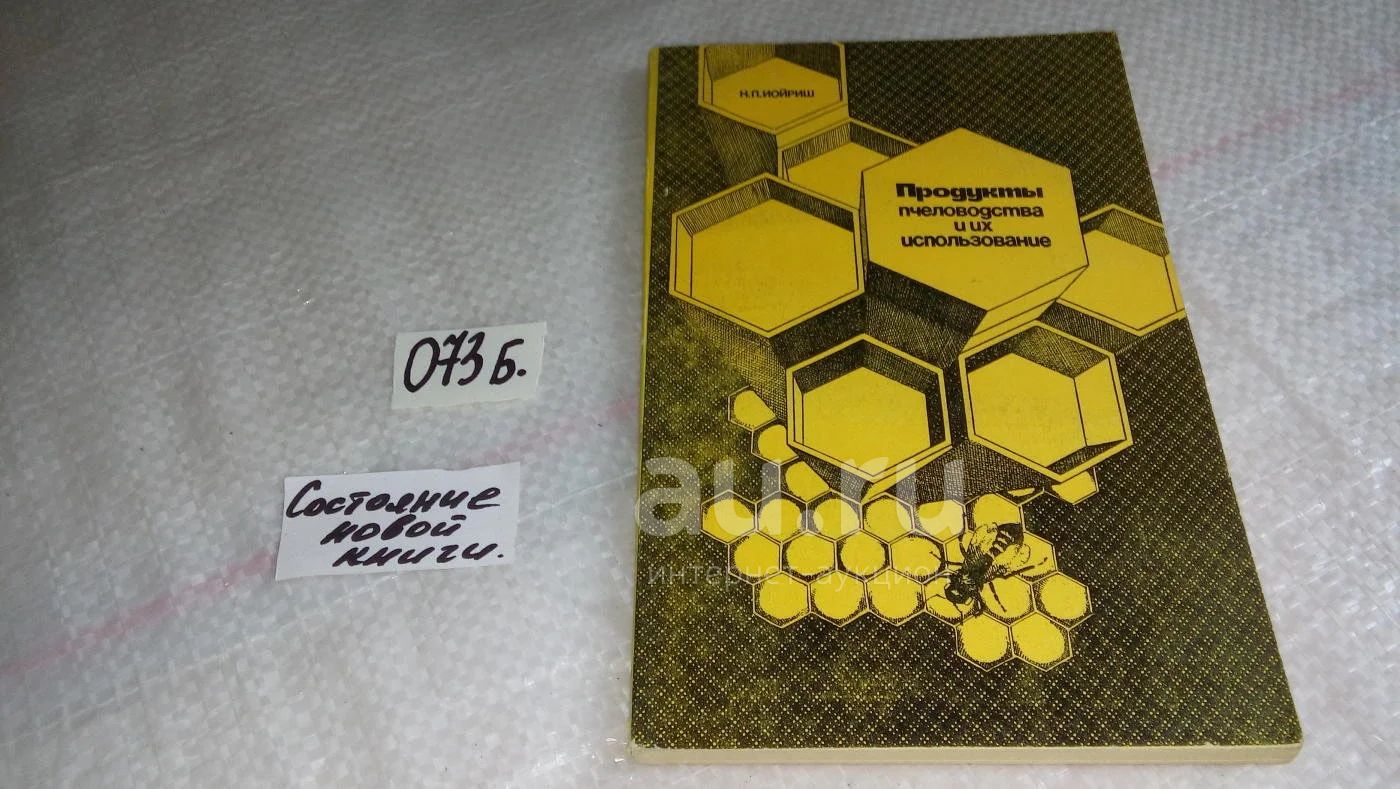 Н.П.ИОЙРИШ
Продукты
пчеловодства
и их
использование
073 Б.
Состояние
новой
книги.
au.ru
интернет аукцион